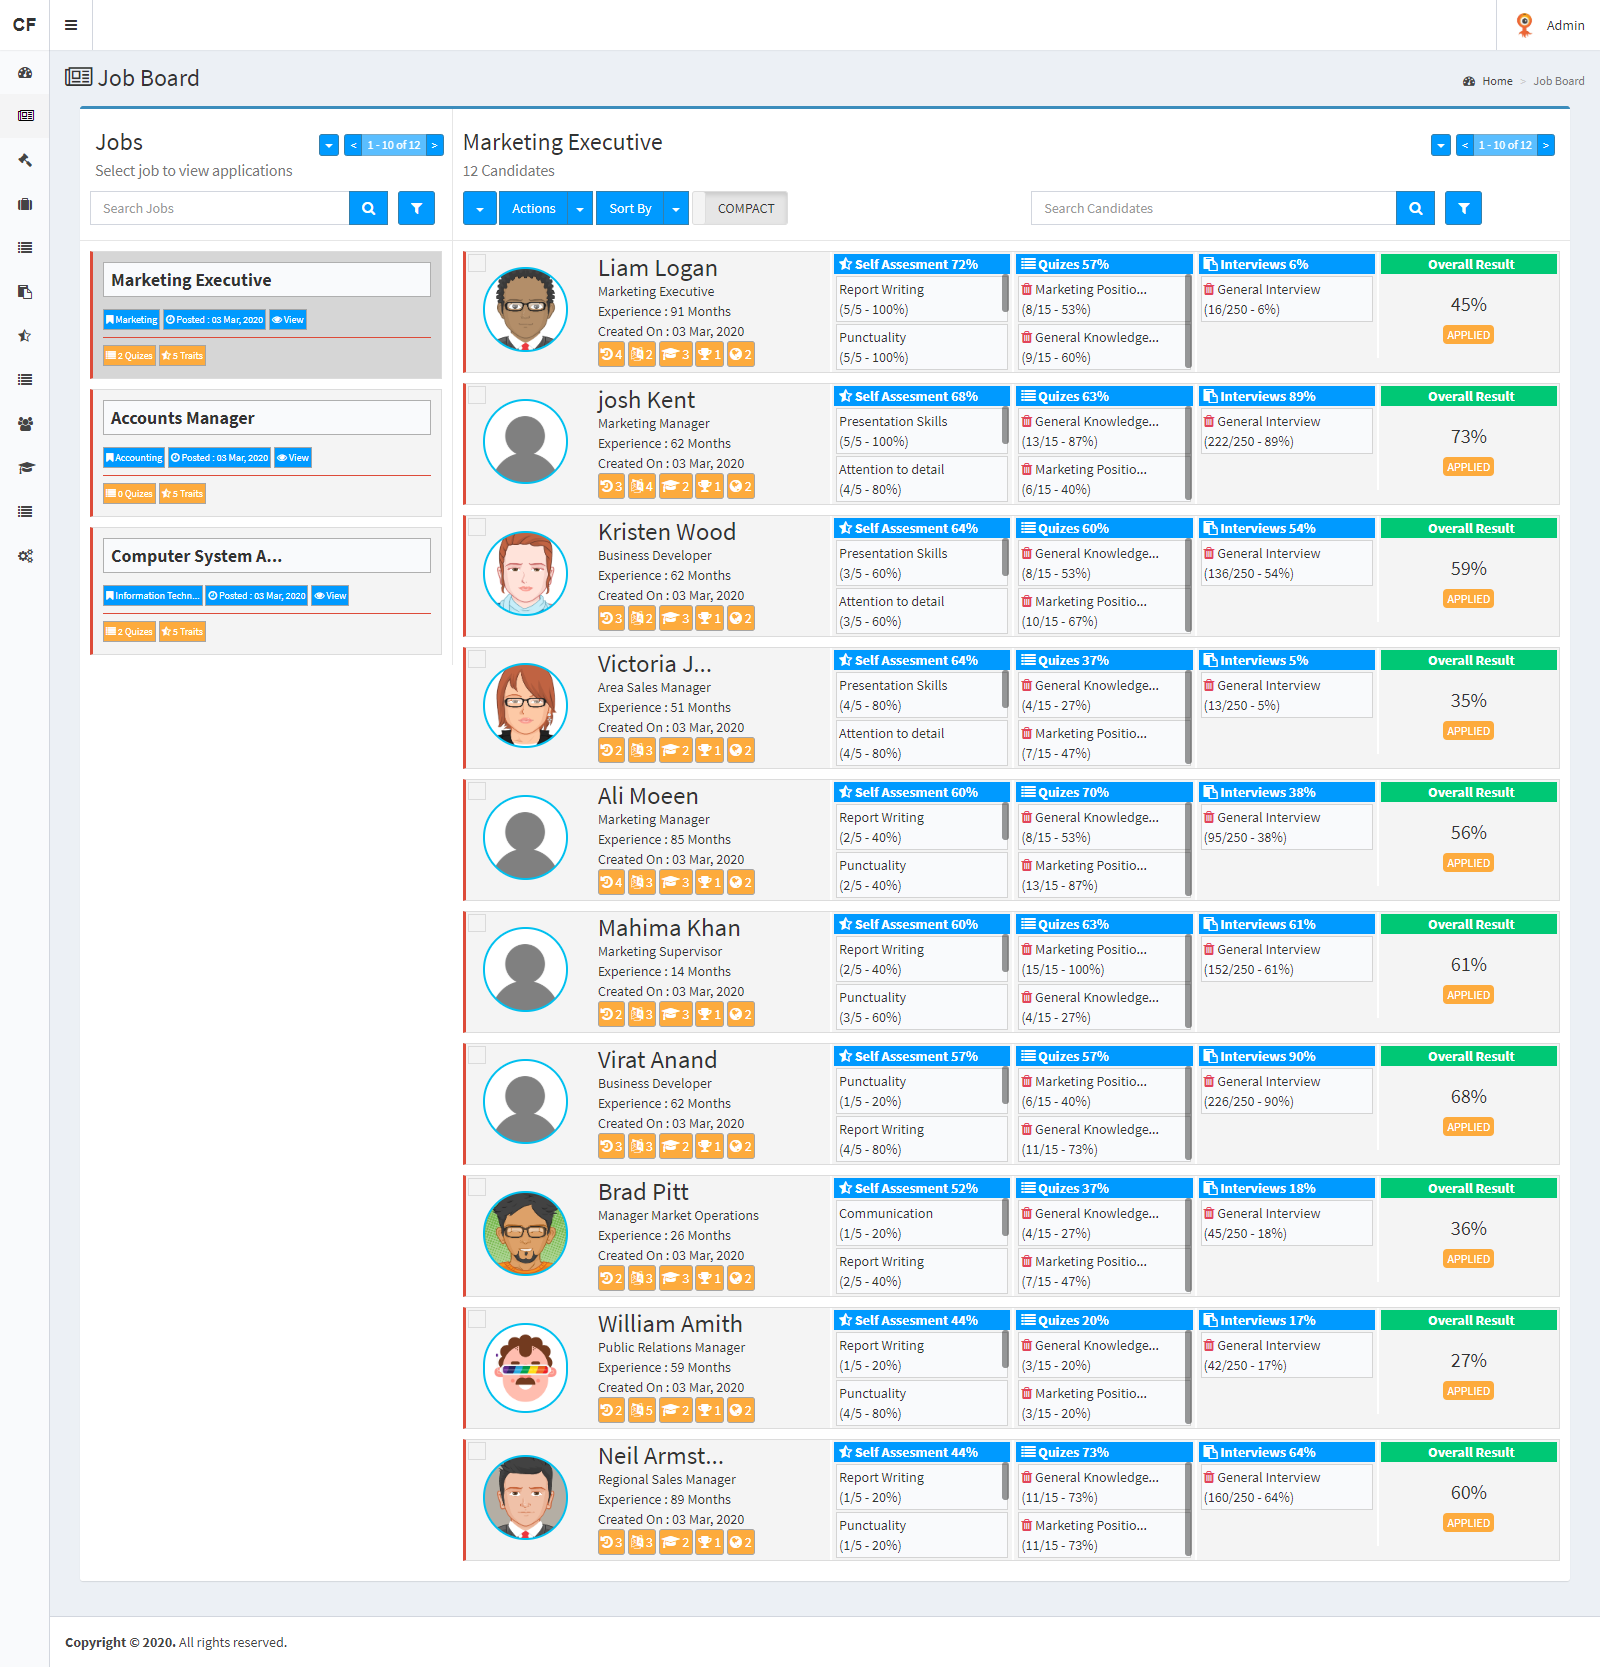 CF
Admin
Job Board
Home > Job Board
Jobs
< 1 - 10 of 12 >
Select job to view applications
Search Jobs
Marketing Executive
Marketing Posted : 03 Mar, 2020 View
2 Quizes 5 Traits
Accounts Manager
Accounting Posted : 03 Mar, 2020 View
0 Quizes 5 Traits
Computer System A...
Information Techn... Posted : 03 Mar, 2020 View
2 Quizes 5 Traits
Marketing Executive
< 1 - 10 of 12 >
12 Candidates
Actions Sort By COMPACT
Search Candidates
Liam Logan
Marketing Executive
Experience : 91 Months
Created On : 03 Mar, 2020
4 2 3 1 2
Self Assesment 72%
Report Writing
(5/5 - 100%)
Punctuality
(5/5 - 100%)
Quizes 57%
Marketing Positio...
(8/15 - 53%)
General Knowledge...
(9/15 - 60%)
Interviews 6%
General Interview
(16/250 - 6%)
Overall Result
45%
APPLIED
josh Kent
Marketing Manager
Experience : 62 Months
Created On : 03 Mar, 2020
3 4 2 1 2
Self Assesment 68%
Presentation Skills
(5/5 - 100%)
Attention to detail
(4/5 - 80%)
Quizes 63%
General Knowledge...
(13/15 - 87%)
Marketing Positio...
(6/15 - 40%)
Interviews 89%
General Interview
(222/250 - 89%)
Overall Result
73%
APPLIED
Kristen Wood
Business Developer
Experience : 62 Months
Created On : 03 Mar, 2020
3 2 3 1 2
Self Assesment 64%
Presentation Skills
(3/5 - 60%)
Attention to detail
(3/5 - 60%)
Quizes 60%
General Knowledge...
(8/15 - 53%)
Marketing Positio...
(10/15 - 67%)
Interviews 54%
General Interview
(136/250 - 54%)
Overall Result
59%
APPLIED
Victoria J...
Area Sales Manager
Experience : 51 Months
Created On : 03 Mar, 2020
2 3 2 1 2
Self Assesment 64%
Presentation Skills
(4/5 - 80%)
Attention to detail
(4/5 - 80%)
Quizes 37%
General Knowledge...
(4/15 - 27%)
Marketing Positio...
(7/15 - 47%)
Interviews 5%
General Interview
(13/250 - 5%)
Overall Result
35%
APPLIED
Ali Moeen
Marketing Manager
Experience : 85 Months
Created On : 03 Mar, 2020
4 3 3 1 2
Self Assesment 60%
Report Writing
(2/5 - 40%)
Punctuality
(2/5 - 40%)
Quizes 70%
General Knowledge...
(8/15 - 53%)
Marketing Positio...
(13/15 - 87%)
Interviews 38%
General Interview
(95/250 - 38%)
Overall Result
56%
APPLIED
Mahima Khan
Marketing Supervisor
Experience : 14 Months
Created On : 03 Mar, 2020
2 3 3 1 2
Self Assesment 60%
Report Writing
(2/5 - 40%)
Punctuality
(3/5 - 60%)
Quizes 63%
Marketing Positio...
(15/15 - 100%)
General Knowledge...
(4/15 - 27%)
Interviews 61%
General Interview
(152/250 - 61%)
Overall Result
61%
APPLIED
Virat Anand
Business Developer
Experience : 62 Months
Created On : 03 Mar, 2020
3 3 2 1 2
Self Assesment 57%
Punctuality
(1/5 - 20%)
Report Writing
(4/5 - 80%)
Quizes 57%
Marketing Positio...
(6/15 - 40%)
General Knowledge...
(11/15 - 73%)
Interviews 90%
General Interview
(226/250 - 90%)
Overall Result
68%
APPLIED
Brad Pitt
Manager Market Operations
Experience : 26 Months
Created On : 03 Mar, 2020
2 3 3 1 2
Self Assesment 52%
Communication
(1/5 - 20%)
Report Writing
(2/5 - 40%)
Quizes 37%
General Knowledge...
(4/15 - 27%)
Marketing Positio...
(7/15 - 47%)
Interviews 18%
General Interview
(45/250 - 18%)
Overall Result
36%
APPLIED
William Amith
Public Relations Manager
Experience : 59 Months
Created On : 03 Mar, 2020
2 5 2 1 2
Self Assesment 44%
Report Writing
(1/5 - 20%)
Punctuality
(4/5 - 80%)
Quizes 20%
General Knowledge...
(3/15 - 20%)
Marketing Positio...
(3/15 - 20%)
Interviews 17%
General Interview
(42/250 - 17%)
Overall Result
27%
APPLIED
Neil Armst...
Regional Sales Manager
Experience : 89 Months
Created On : 03 Mar, 2020
3 3 2 1 2
Self Assesment 44%
Report Writing
(1/5 - 20%)
Punctuality
(1/5 - 20%)
Quizes 73%
General Knowledge...
(11/15 - 73%)
Marketing Positio...
(11/15 - 73%)
Interviews 64%
General Interview
(160/250 - 64%)
Overall Result
60%
APPLIED
Copyright © 2020. All rights reserved.